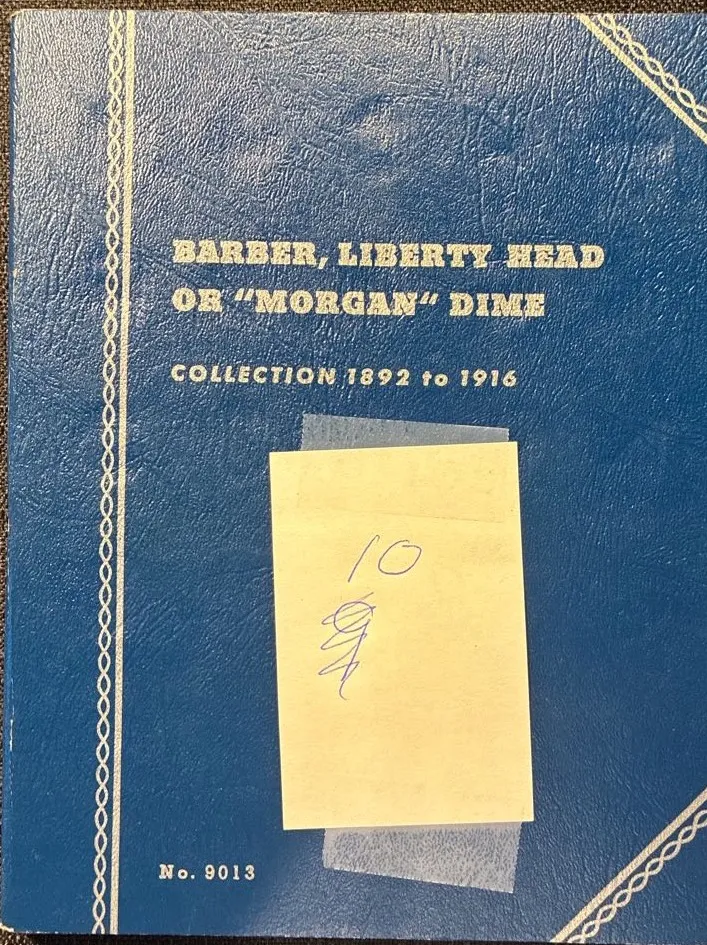 BARBER, LIBERTY HEAD
OR "MORGAN" DIME
COLLECTION 1892 to 1916
10
No. 9013